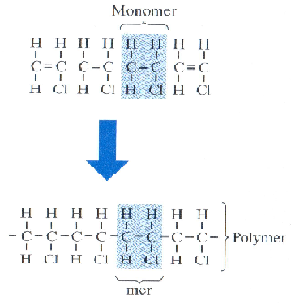 Monomer
H H H H H H H H
C=C C-C C-C C=C
H Cl H Cl H Cl H Cl
H H H H H H H H
-C-C-C-C-C-C-C-C- Polymer
H Cl H Cl H Cl H Cl
mer